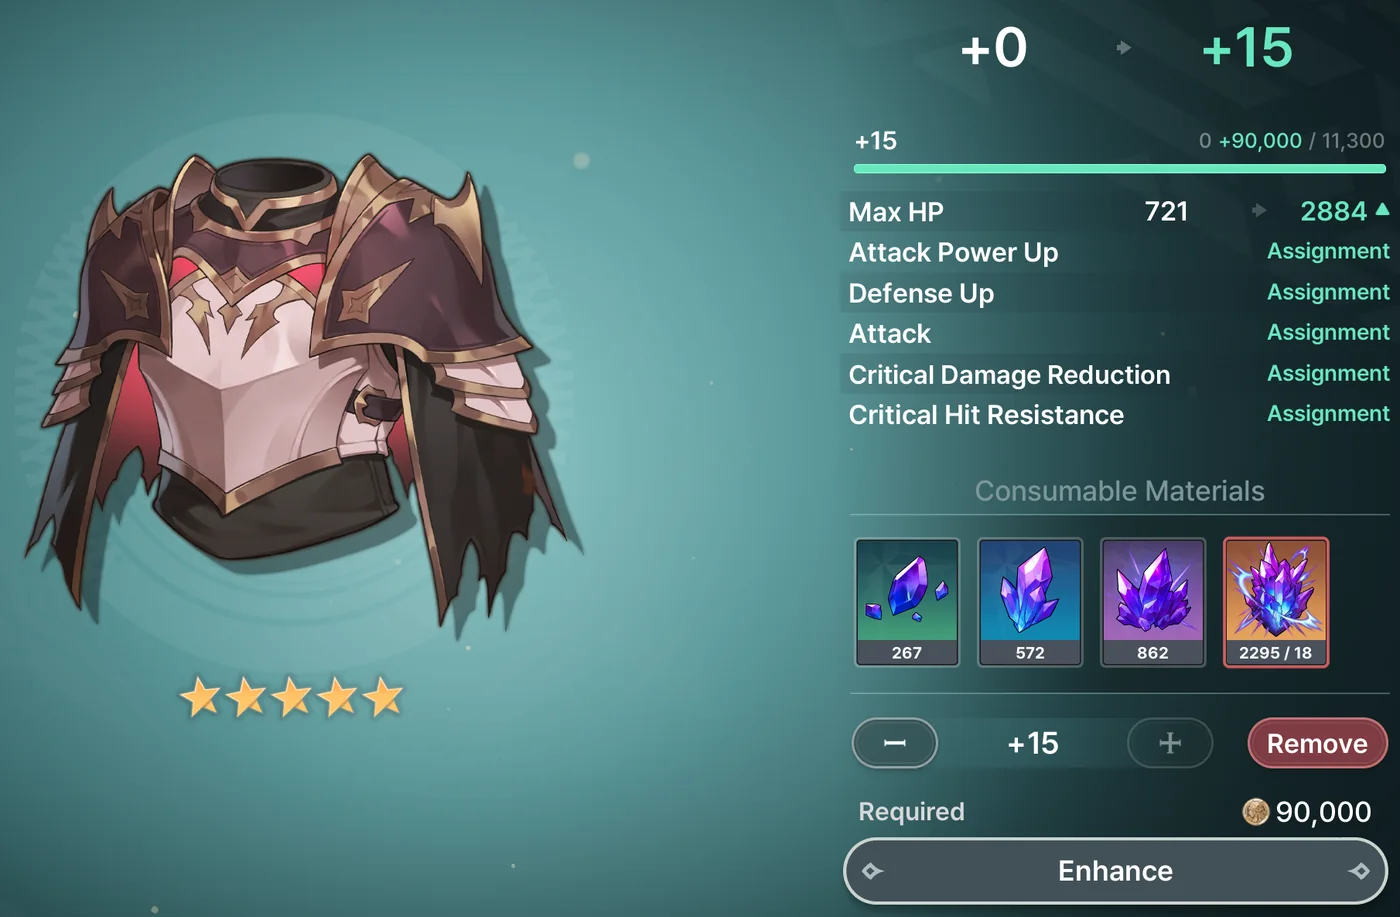 +0 +15
+15 0 +90,000 / 11,300
Max HP 721 2884
Attack Power Up Assignment
Defense Up Assignment
Attack Assignment
Critical Damage Reduction Assignment
Critical Hit Resistance Assignment
Consumable Materials
267 572 862 2295 / 18
+15 Remove
Required 90,000
Enhance